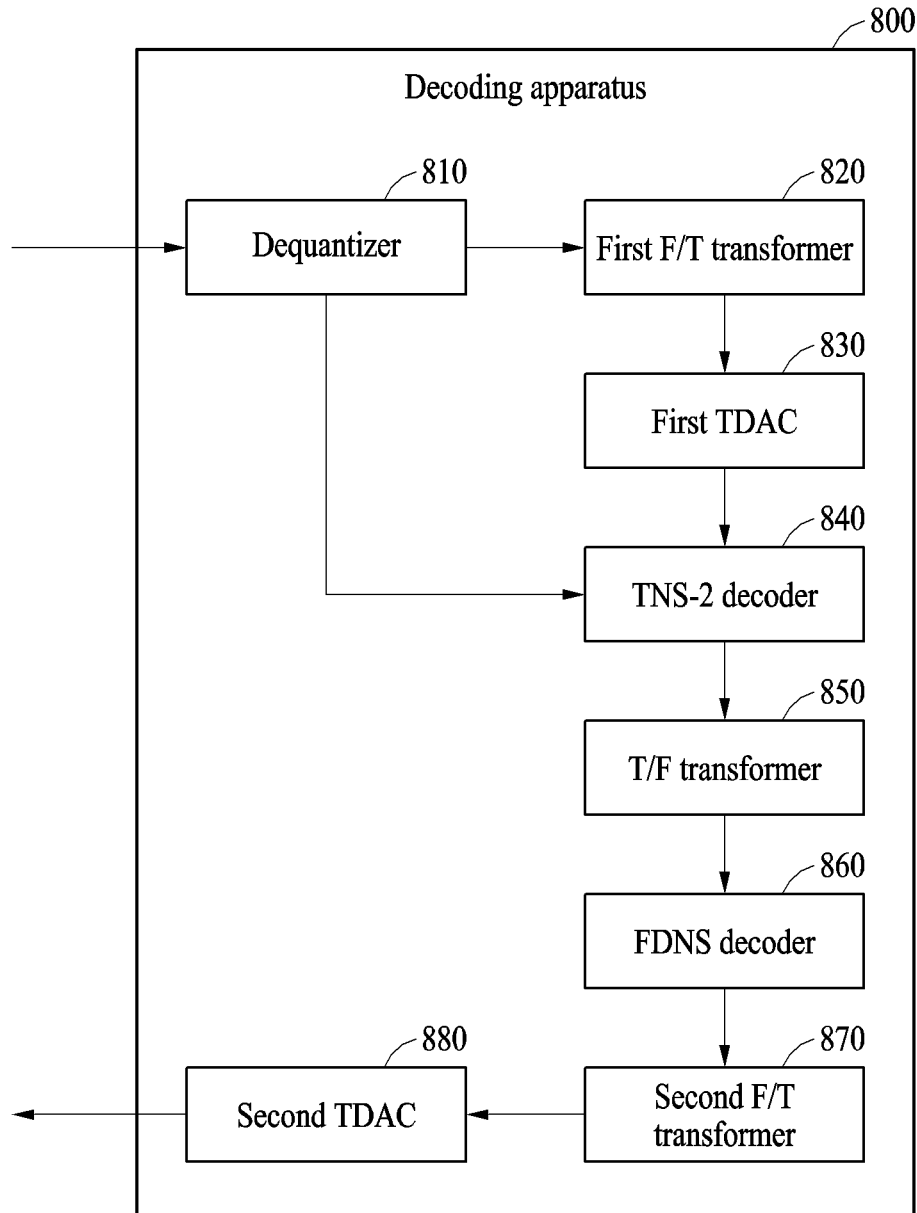 800
Decoding apparatus
810
Dequantizer
820
First F/T transformer
830
First TDAC
840
TNS-2 decoder
850
T/F transformer
860
FDNS decoder
870
Second F/T
transformer
880
Second TDAC